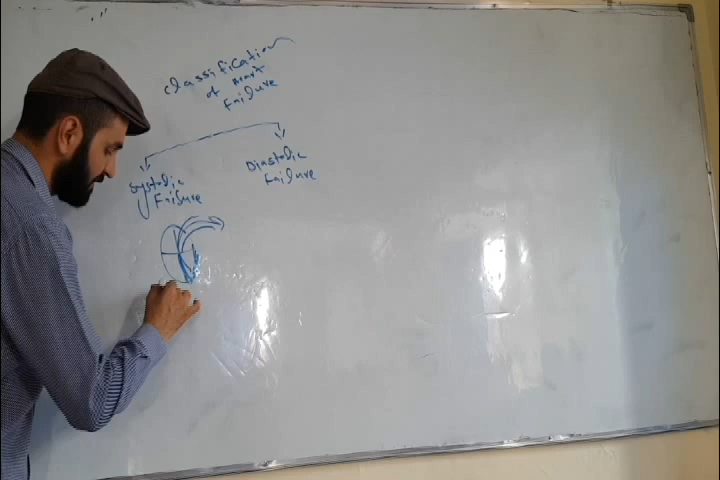 Classification
of Heart
Failure
Systolic
Failure
Diastolic
Failure